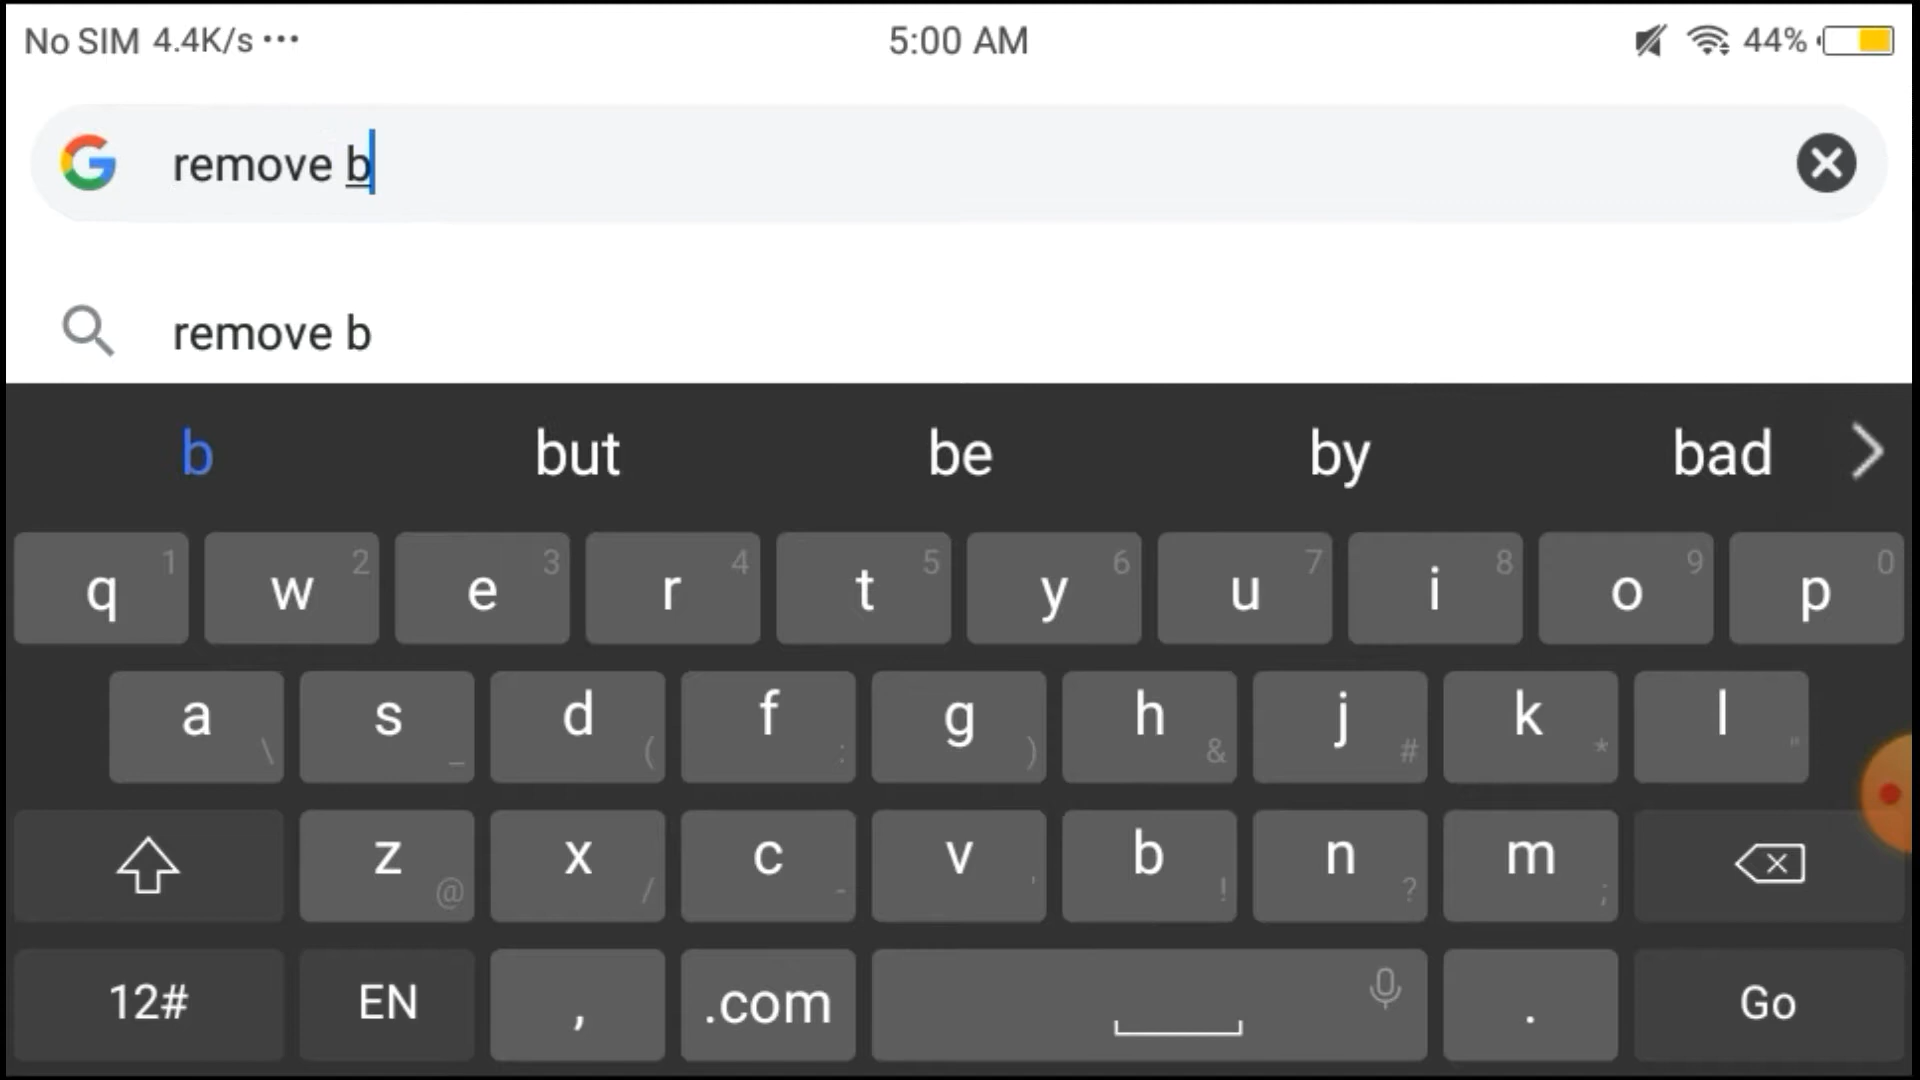 No SIM 4.4K/s ··· 5:00 AM 44%
remove b
remove b
b but be by bad
q 1 w 2 e 3 r 4 t 5 y 6 u 7 i 8 o 9 p 0
a \ s _ d ( f : g ) h & j # k * l "
z @ x / c - v ' b ! n ? m ;
12# EN , .com . Go